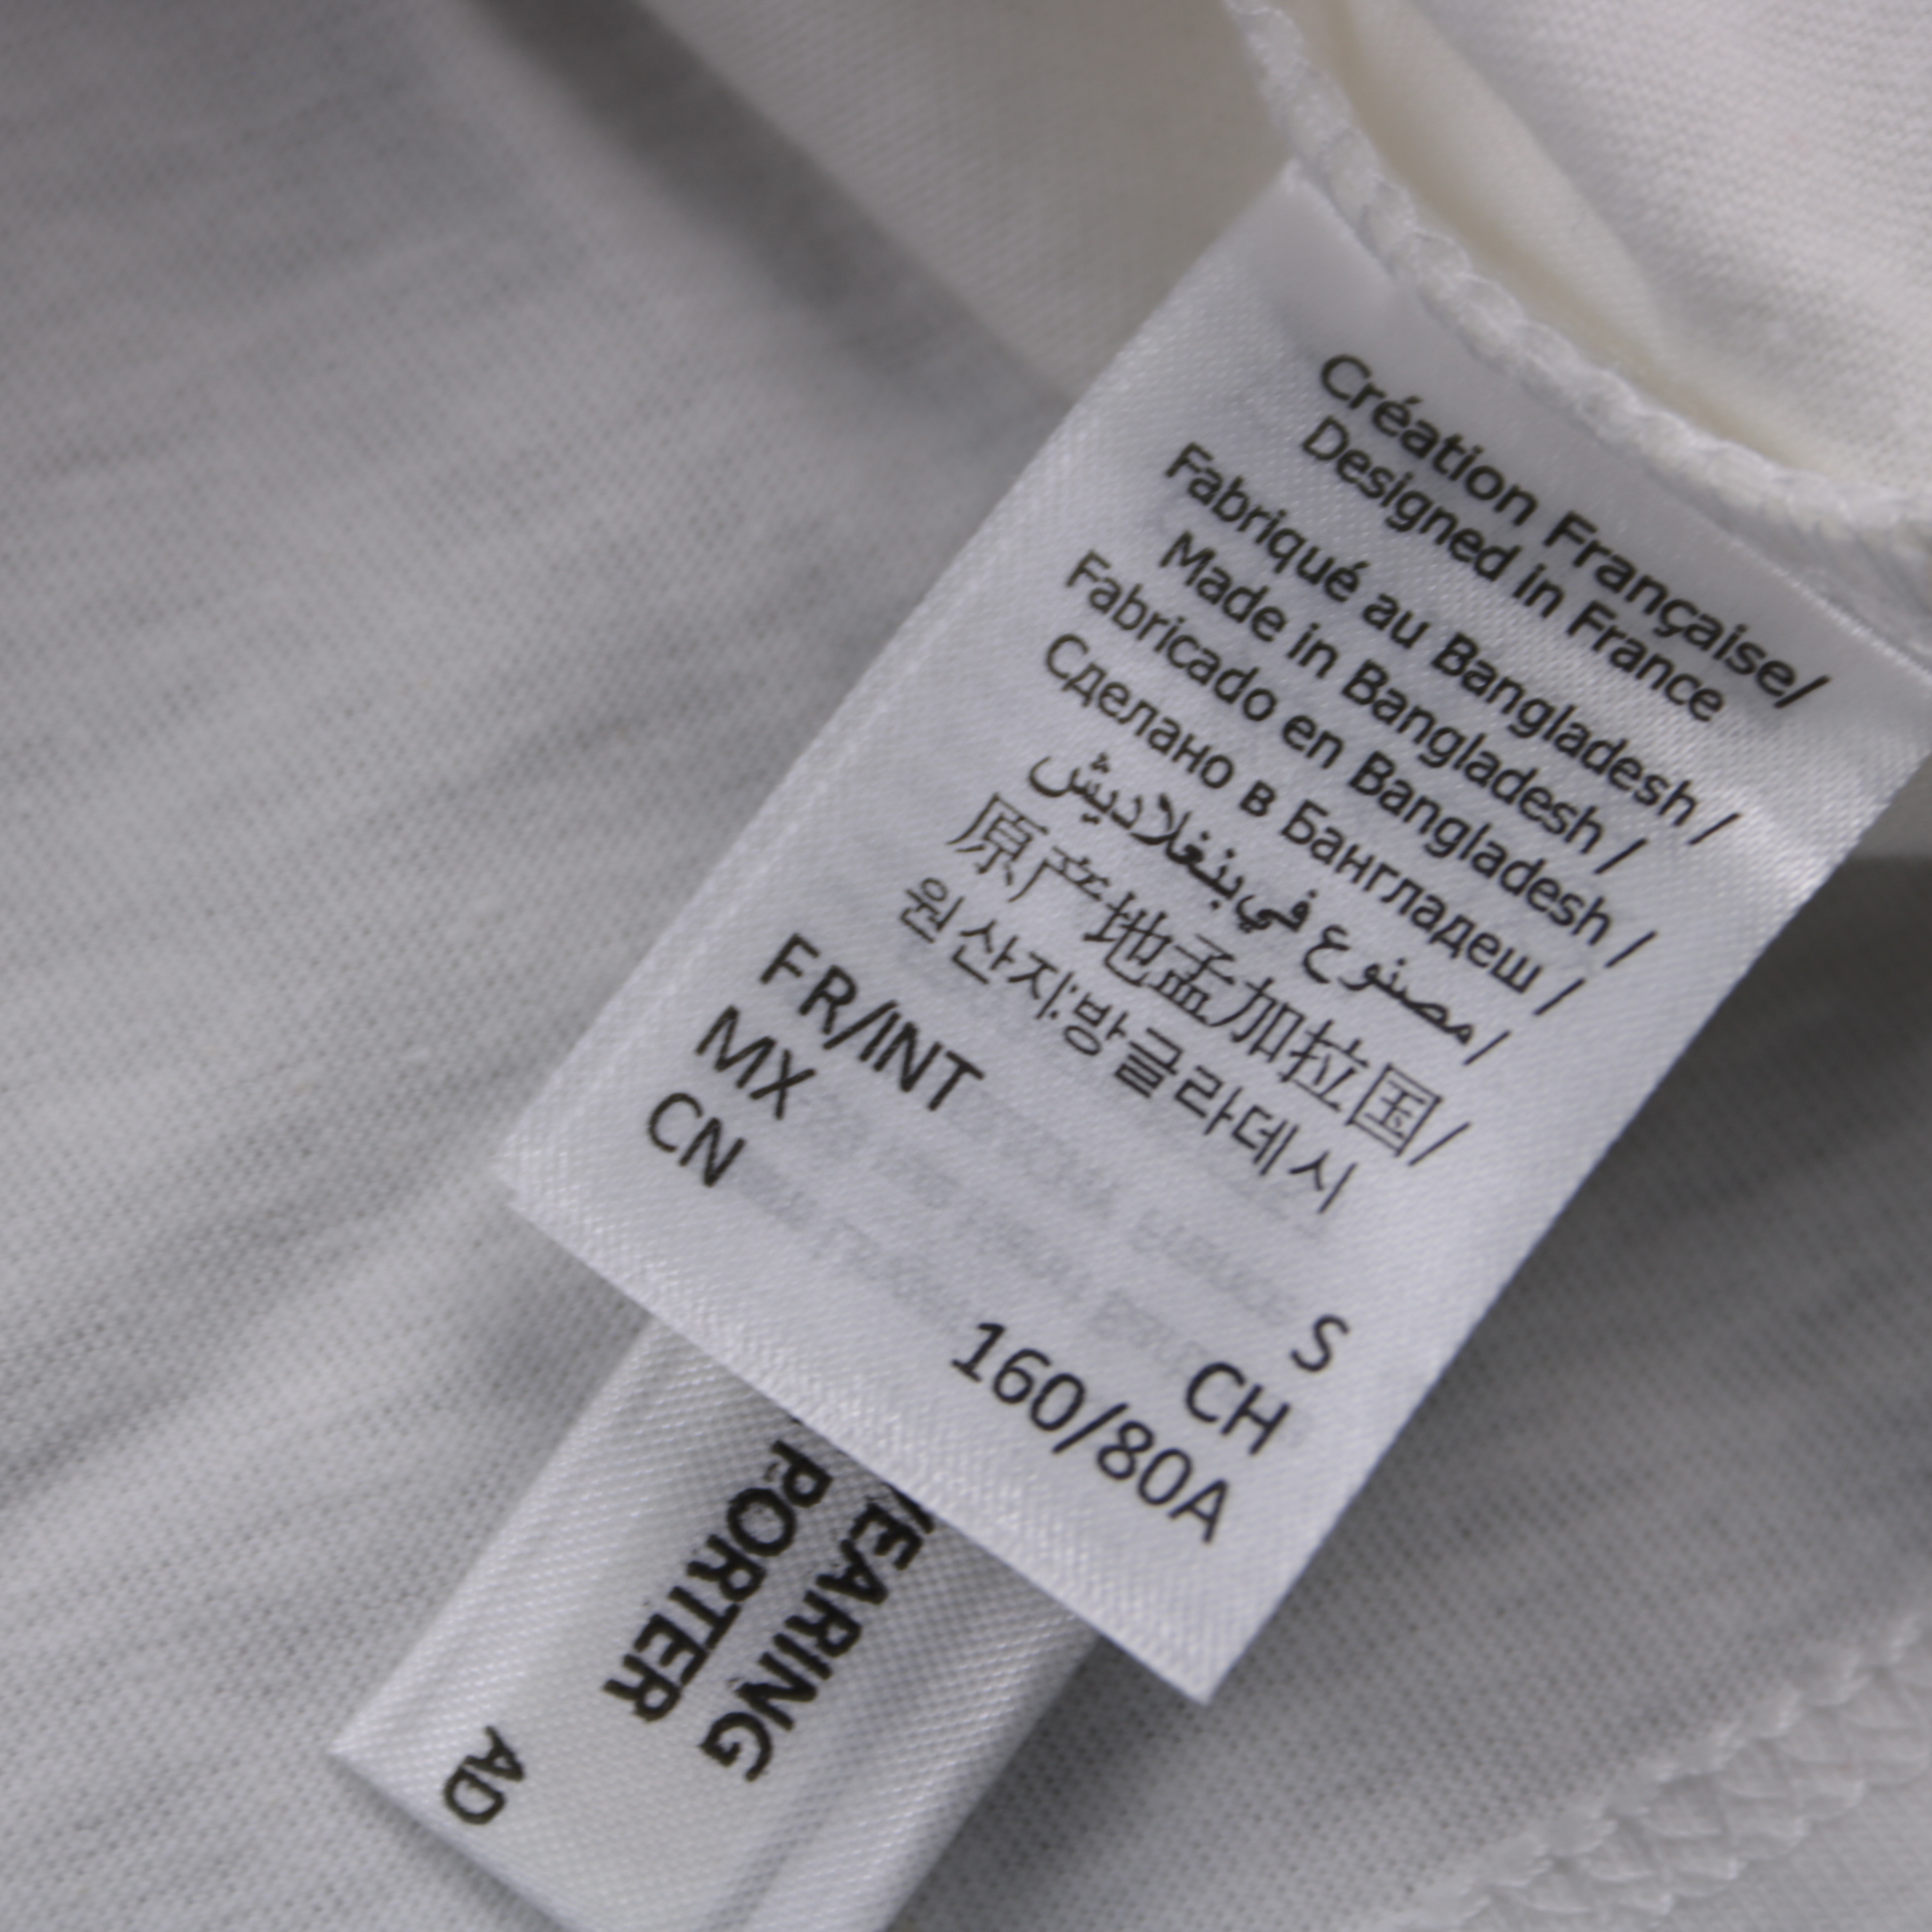 Création Française/
Designed in France
Fabriqué au Bangladesh /
Made in Bangladesh /
Fabricado en Bangladesh /
Сделано в Бангладеш /
مصنوع في بنغلاديش/
原产地孟加拉国/
원산지:방글라데시
FR/INT S
MX CH
CN 160/80A
PORTER
AD